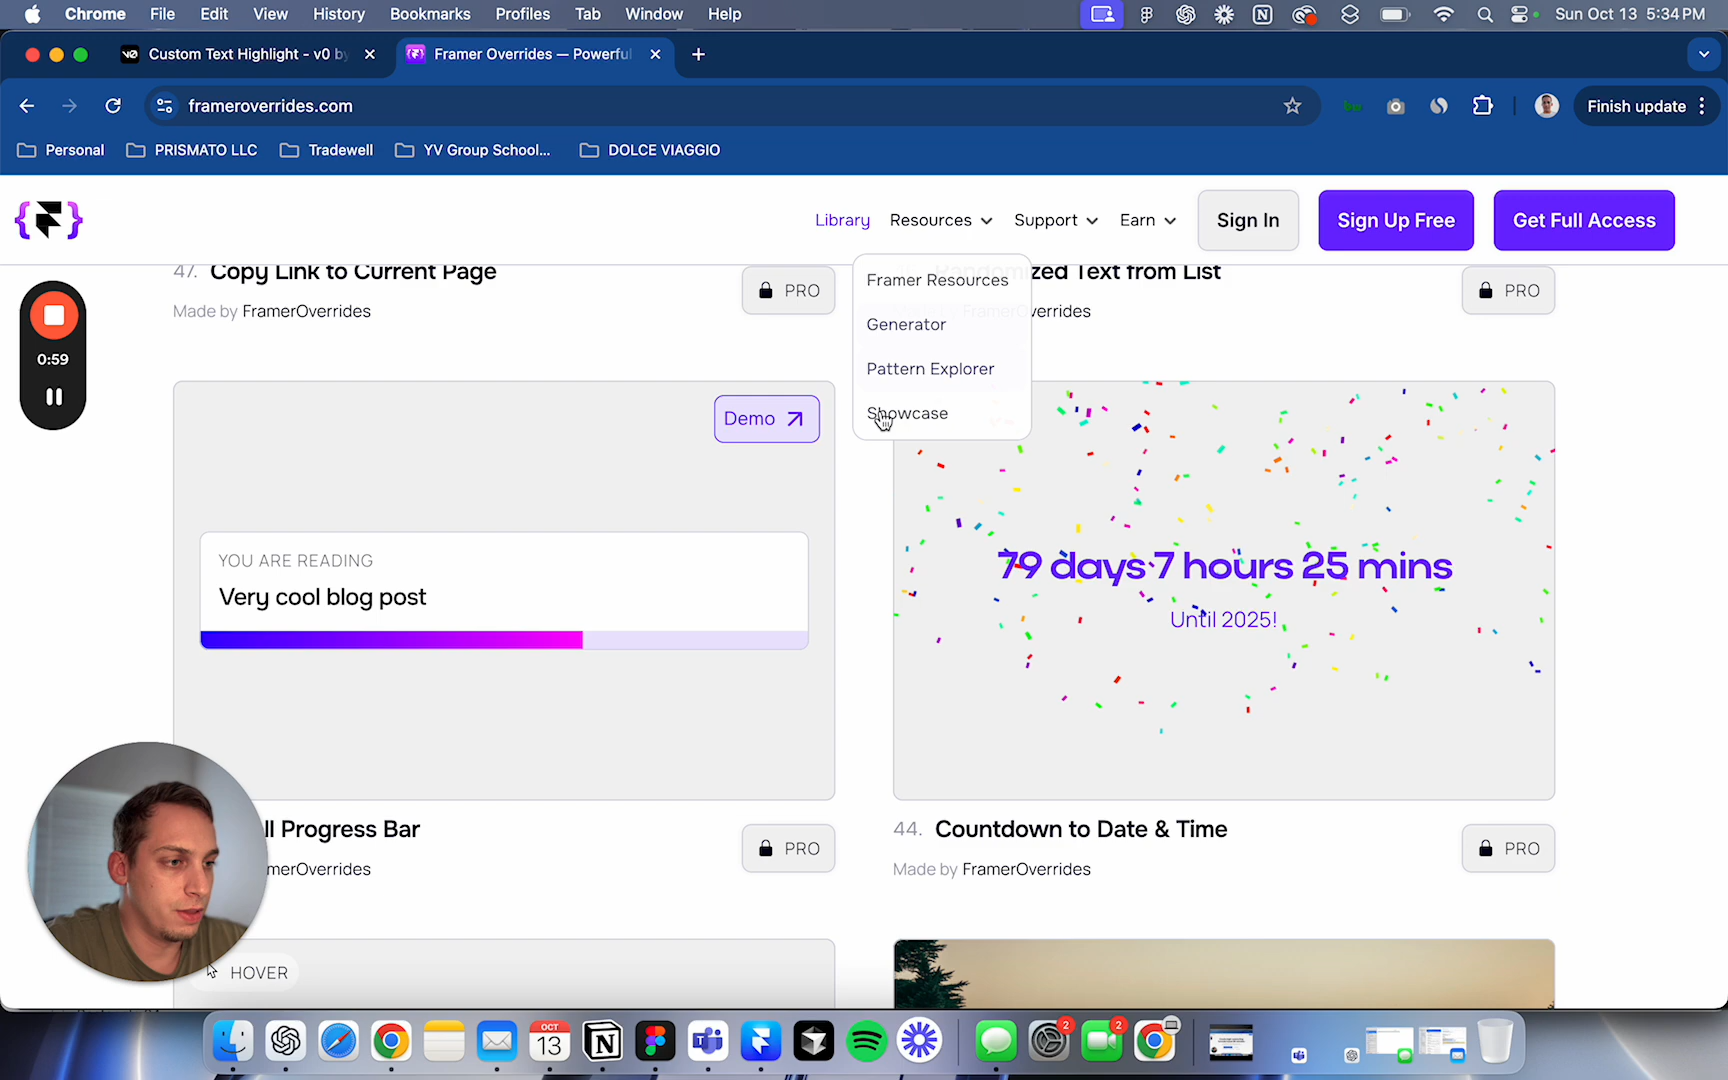 Chrome File Edit View History Bookmarks Profiles Tab Window Help Sun Oct 13 5:34 PM
Custom Text Highlight - v0 by Framer Overrides — Powerful
frameroverrides.com Finish update
Personal PRISMATO LLC Tradewell YV Group School... DOLCE VIAGGIO
Library Resources Support Earn Sign In Sign Up Free Get Full Access
47. Copy Link to Current Page
Made by FramerOverrides
PRO
Randomized Text from List
verrides
PRO
Framer Resources
Generator
Pattern Explorer
Showcase
0:59
Demo
YOU ARE READING
Very cool blog post
79 days 7 hours 25 mins
Until 2025!
ll Progress Bar
merOverrides
PRO
44. Countdown to Date & Time
Made by FramerOverrides
PRO
HOVER
OCT
13
2
2